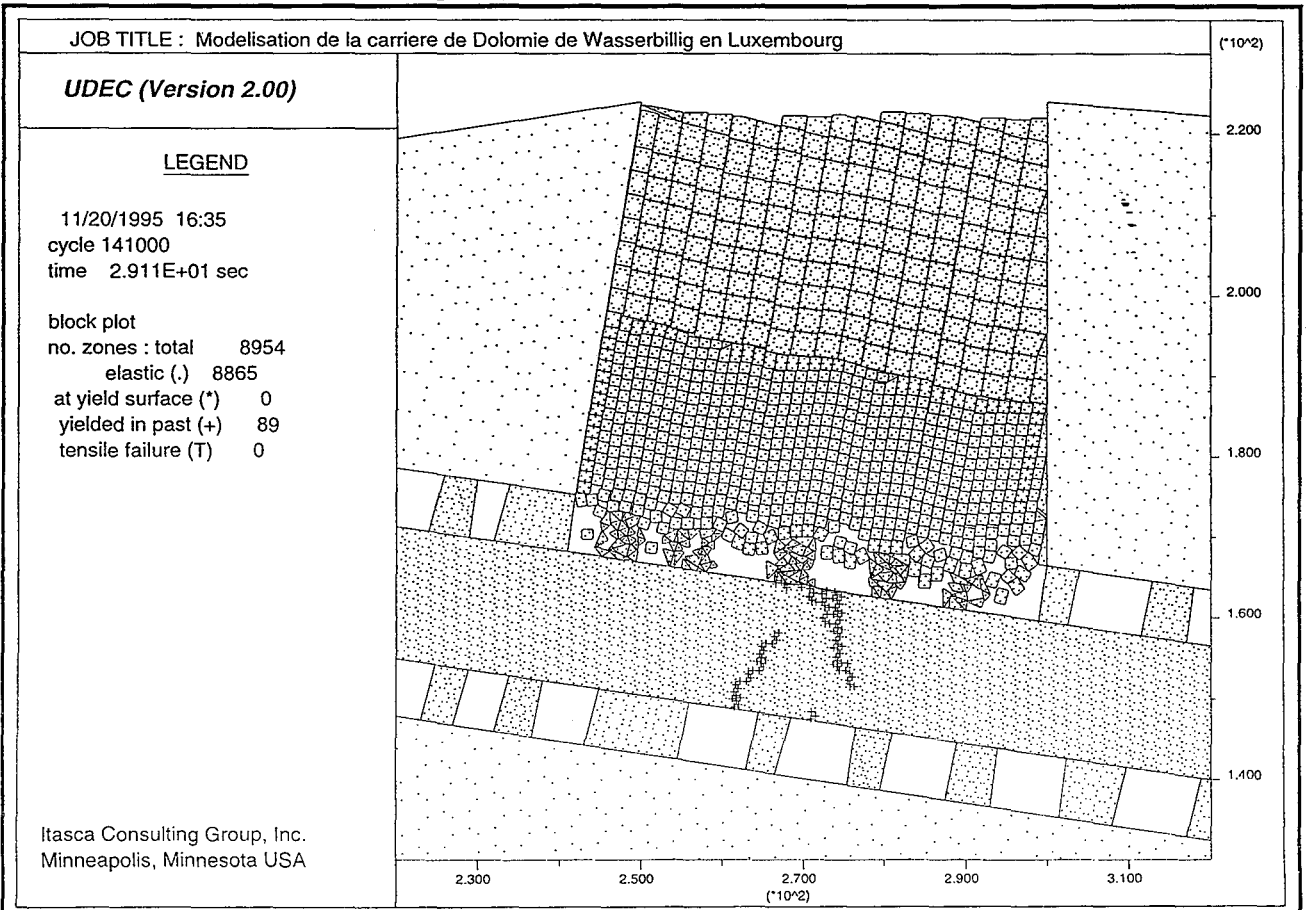 JOB TITLE : Modelisation de la carriere de Dolomie de Wasserbillig en Luxembourg
(*10^2)
UDEC (Version 2.00)
LEGEND
11/20/1995 16:35
cycle 141000
time 2.911E+01 sec
block plot
no. zones : total 8954
elastic (.) 8865
at yield surface (*) 0
yielded in past (+) 89
tensile failure (T) 0
Itasca Consulting Group, Inc.
Minneapolis, Minnesota USA
2.200
2.000
1.800
1.600
1.400
2.300 2.500 2.700 2.900 3.100
(*10^2)